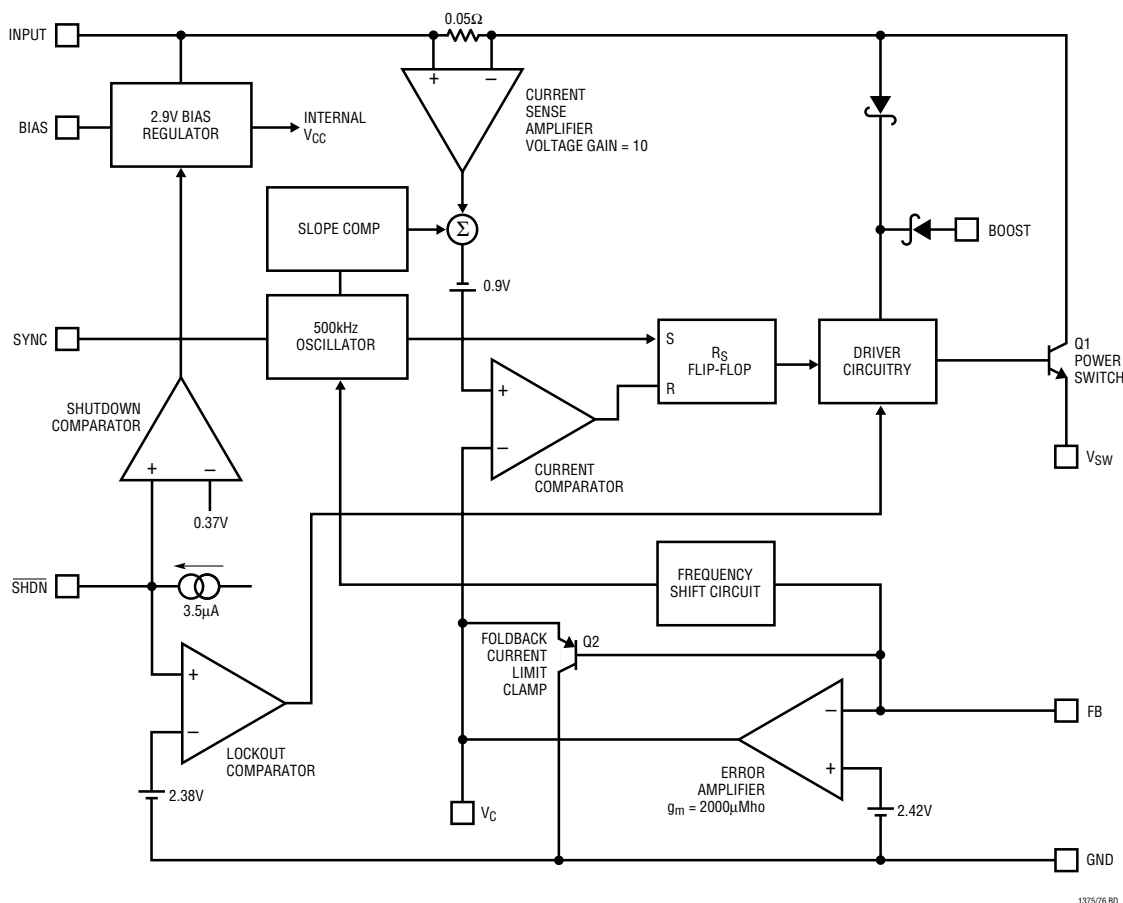 INPUT
0.05Ω
+
−
2.9V BIAS
REGULATOR
BIAS
INTERNAL
VCC
CURRENT
SENSE
AMPLIFIER
VOLTAGE GAIN = 10
SLOPE COMP
Σ
BOOST
0.9V
SYNC
500kHz
OSCILLATOR
S
R
RS
FLIP-FLOP
DRIVER
CIRCUITRY
Q1
POWER
SWITCH
+
−
CURRENT
COMPARATOR
VSW
SHUTDOWN
COMPARATOR
+
−
0.37V
SHDN
3.5µA
FREQUENCY
SHIFT CIRCUIT
FOLDBACK
CURRENT
LIMIT
CLAMP
Q2
+
−
LOCKOUT
COMPARATOR
2.38V
−
+
FB
ERROR
AMPLIFIER
gm = 2000µMho
VC
2.42V
GND
1375/76 BD